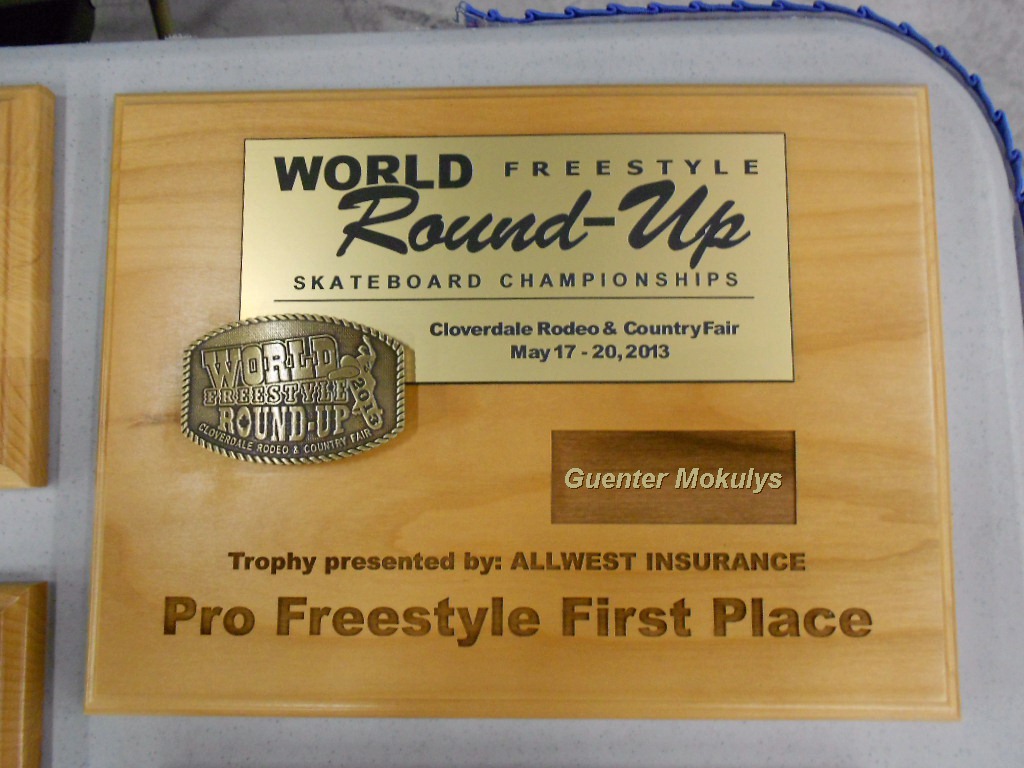 WORLD FREESTYLE
Round-Up
SKATEBOARD CHAMPIONSHIPS
Cloverdale Rodeo & Country Fair
May 17 - 20, 2013
WORLD
FREESTYLE
ROUND-UP
2013
CLOVERDALE RODEO & COUNTRY FAIR
Guenter Mokulys
Trophy presented by: ALLWEST INSURANCE
Pro Freestyle First Place